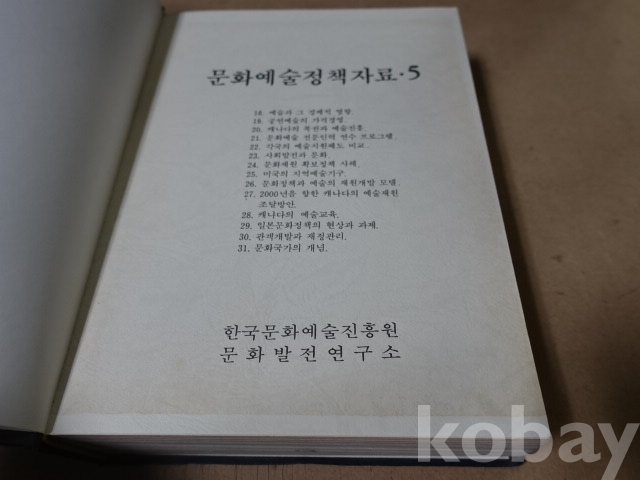 문화예술정책자료·5
18. 예술과 그 경제적 영향.
19. 공연예술의 가격경쟁.
20. 캐나다의 복권과 예술진흥.
21. 문화예술 전문인력 연수 프로그램.
22. 각국의 예술지원제도 비교.
23. 사회발전과 문화.
24. 문화재원 확보정책 사례.
25. 미국의 지역예술기구.
26. 문화정책과 예술의 재원개발 모델.
27. 2000년을 향한 캐나다의 예술재원
조달방안.
28. 캐나다의 예술교육.
29. 일본문화정책의 현상과 과제.
30. 관객개발과 재정관리.
31. 문화국가의 개념.
한국문화예술진흥원
문화발전연구소
kobay